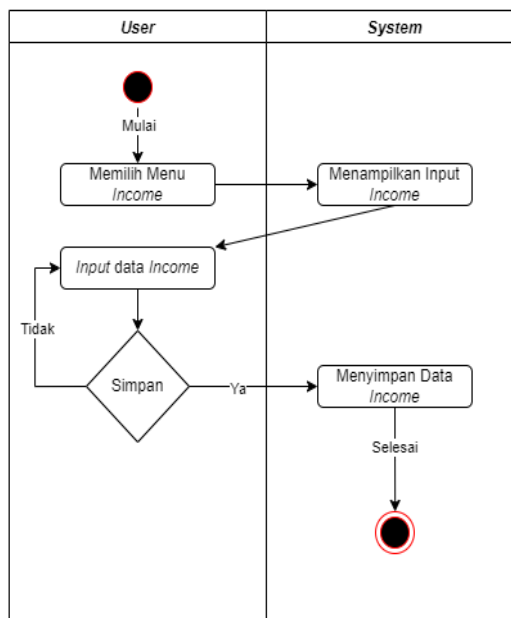 User
System
Mulai
Memilih Menu
Income
Menampilkan Input
Income
Input data Income
Tidak
Simpan
Ya
Menyimpan Data
Income
Selesai